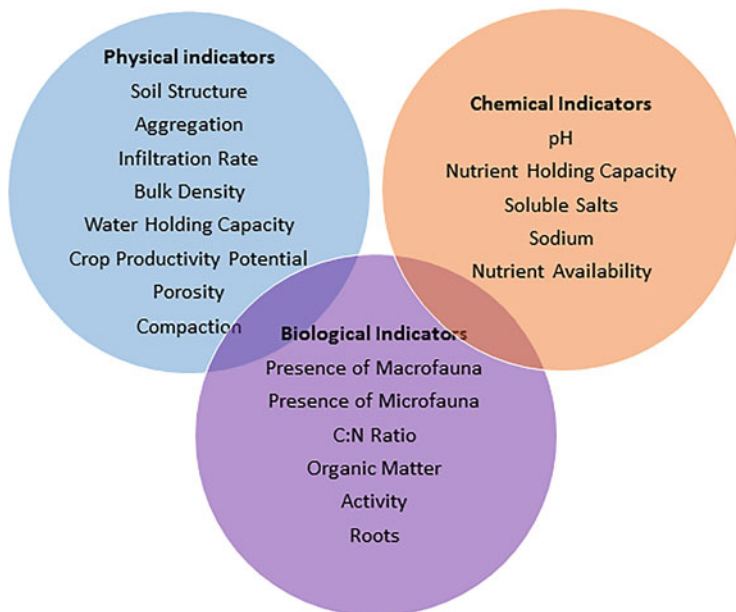 Physical indicators
Soil Structure
Aggregation
Infiltration Rate
Bulk Density
Water Holding Capacity
Crop Productivity Potential
Porosity
Compaction
Chemical Indicators
pH
Nutrient Holding Capacity
Soluble Salts
Sodium
Nutrient Availability
Biological Indicators
Presence of Macrofauna
Presence of Microfauna
C:N Ratio
Organic Matter
Activity
Roots